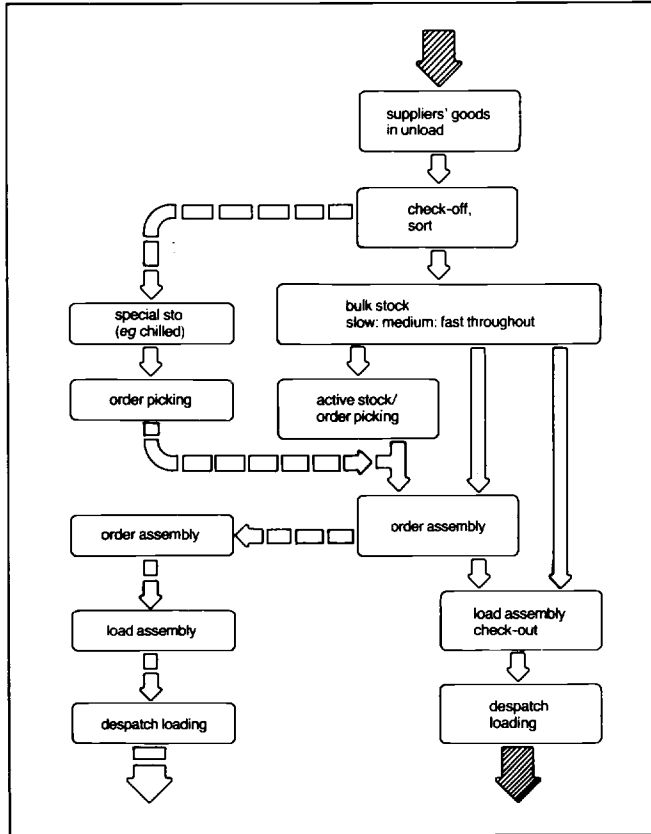 suppliers' goods
in unload
check-off,
sort
bulk stock
slow: medium: fast throughout
special sto
(eg chilled)
order picking
active stock/
order picking
order assembly
order assembly
load assembly
load assembly
check-out
despatch loading
despatch
loading